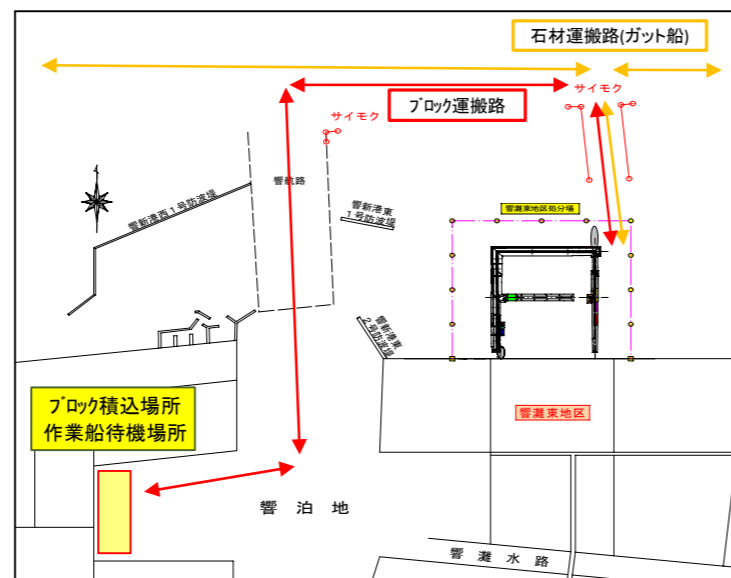 石材運搬路(ガット船)
サイモク
ブロック運搬路
サイモク
響航路
響新港西1号防波堤
響新港東
1号防波堤
響灘東地区処分場
響新港東
2号防波堤
ブロック積込場所
作業船待機場所
響灘東地区
響泊地
響灘水路